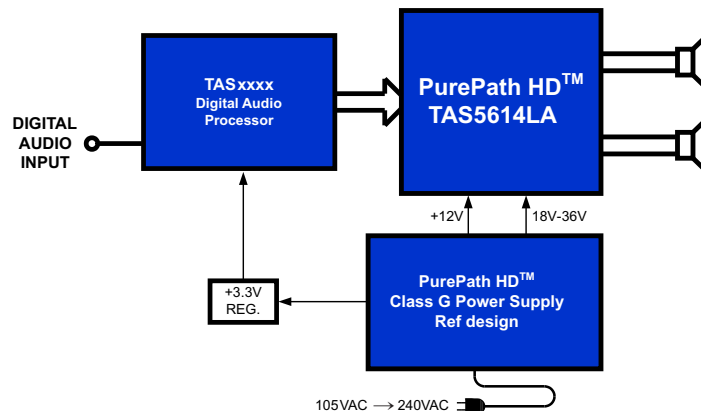 TASxxxx
Digital Audio
Processor
PurePath HD™
TAS5614LA
DIGITAL
AUDIO
INPUT
+12V
18V-36V
+3.3V
REG.
PurePath HD™
Class G Power Supply
Ref design
105VAC → 240VAC